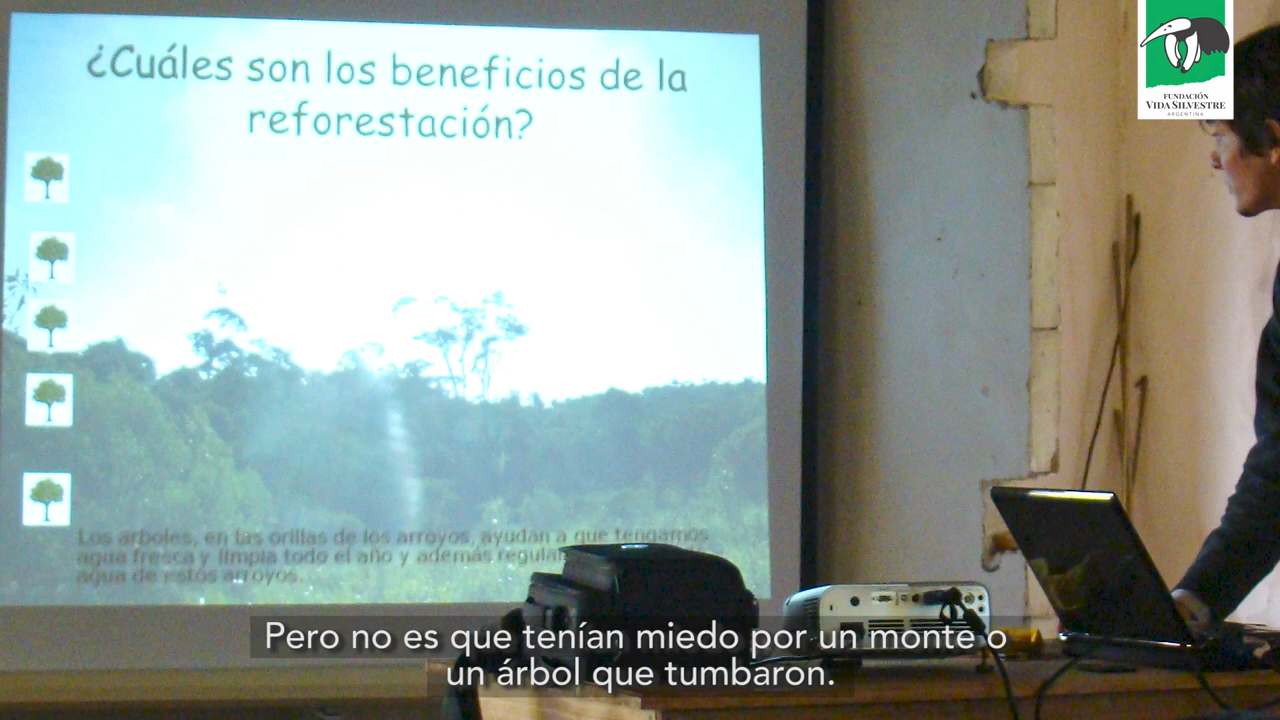 ¿Cuáles son los beneficios de la
reforestación?
FUNDACIÓN
VIDA SILVESTRE
ARGENTINA
Los árboles, en las orillas de los arroyos, ayudan a que tengamos
agua fresca y limpia todo el año y además regulan
agua de estos arroyos.
Pero no es que tenían miedo por un monte o
un árbol que tumbaron.